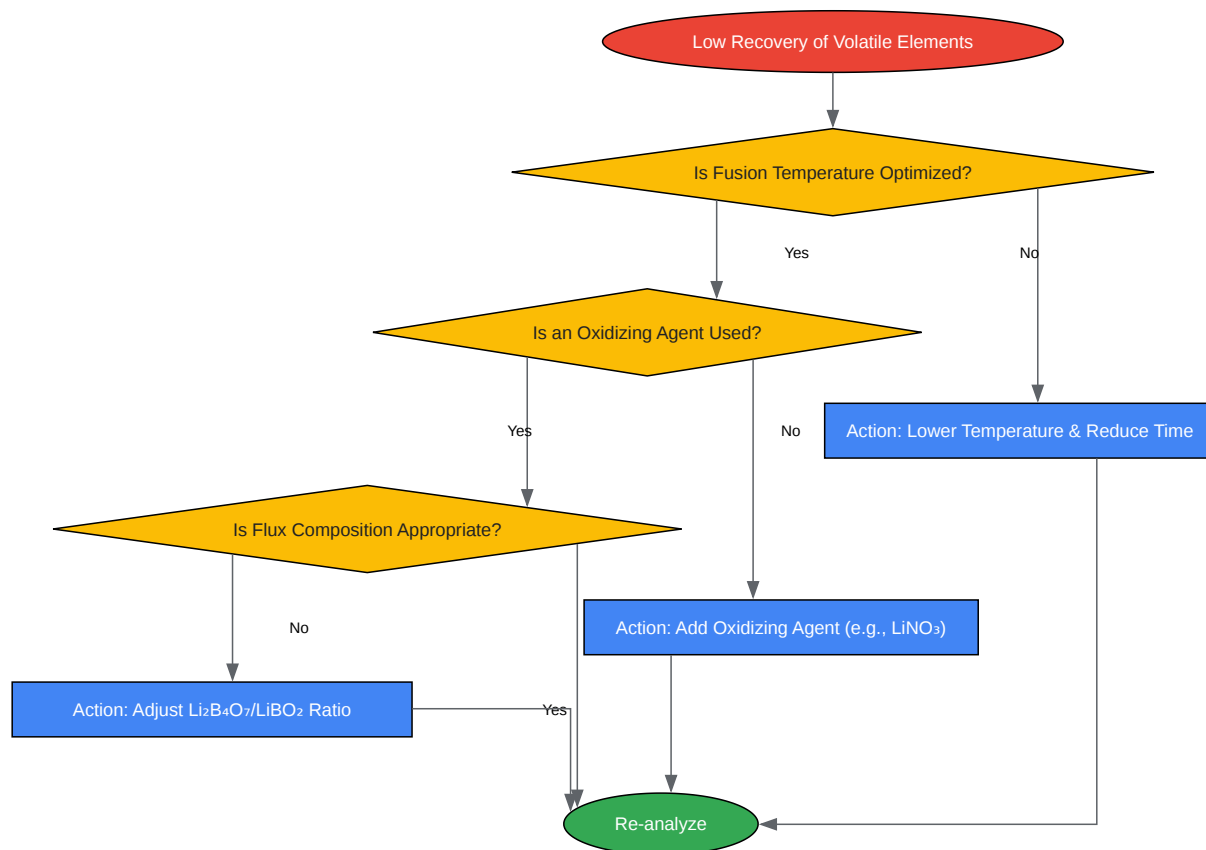 Low Recovery of Volatile Elements
Is Fusion Temperature Optimized?
Yes
No
Is an Oxidizing Agent Used?
Yes
No
Action: Lower Temperature & Reduce Time
Is Flux Composition Appropriate?
No
Action: Add Oxidizing Agent (e.g., LiNO₃)
Action: Adjust Li₂B₄O₇/LiBO₂ Ratio
Yes
Re-analyze